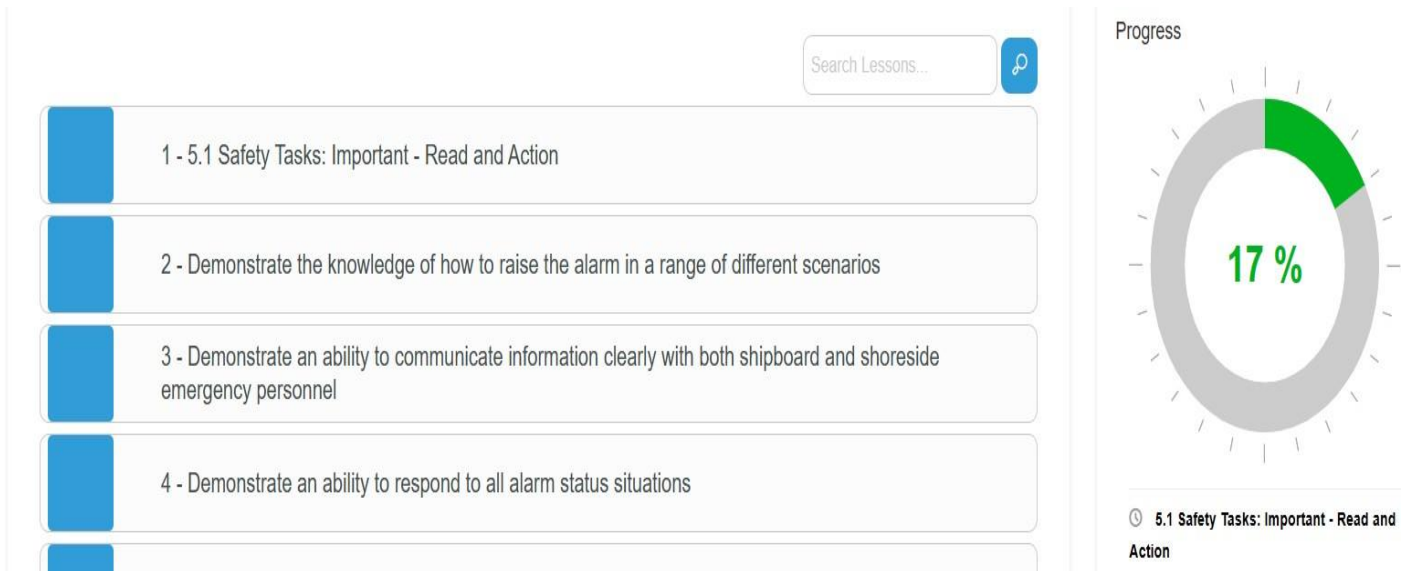 Search Lessons...
1 - 5.1 Safety Tasks: Important - Read and Action
2 - Demonstrate the knowledge of how to raise the alarm in a range of different scenarios
3 - Demonstrate an ability to communicate information clearly with both shipboard and shoreside
emergency personnel
4 - Demonstrate an ability to respond to all alarm status situations
Progress
17 %
5.1 Safety Tasks: Important - Read and
Action